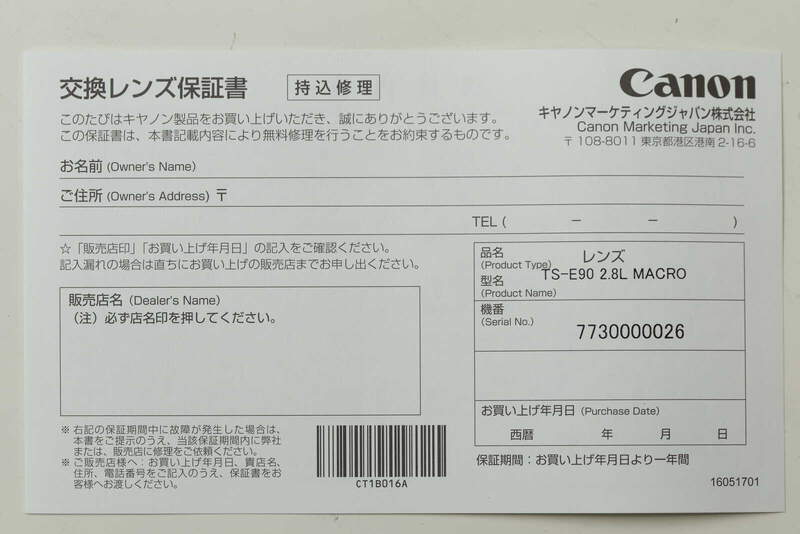 交換レンズ保証書 持込修理 Canon
このたびはキヤノン製品をお買い上げいただき、誠にありがとうございます。
この保証書は、本書記載内容により無料修理を行うことをお約束するものです。
キヤノンマーケティングジャパン株式会社
Canon Marketing Japan Inc.
〒108-8011 東京都港区港南2-16-6
お名前 (Owner's Name)
ご住所 (Owner's Address) 〒
TEL ( － － )
☆「販売店印」「お買い上げ年月日」の記入をご確認ください。
記入漏れの場合は直ちにお買い上げの販売店までお申し出ください。
販売店名 (Dealer's Name)
（注）必ず店名印を押してください。
品名 レンズ
(Product Type)
TS-E90 2.8L MACRO
型名
(Product Name)
機番
(Serial No.)
7730000026
お買い上げ年月日 (Purchase Date)
西暦 年 月 日
保証期間：お買い上げ年月日より一年間
※右記の保証期間中に故障が発生した場合は、
本書をご提示のうえ、当該保証期間内に弊社
または、販売店に修理をご依頼ください。
※ご販売店様へ：お買い上げ年月日、貴店名、
住所、電話番号をご記入のうえ、保証書をお
客様へお渡しください。
CT1B016A
16051701